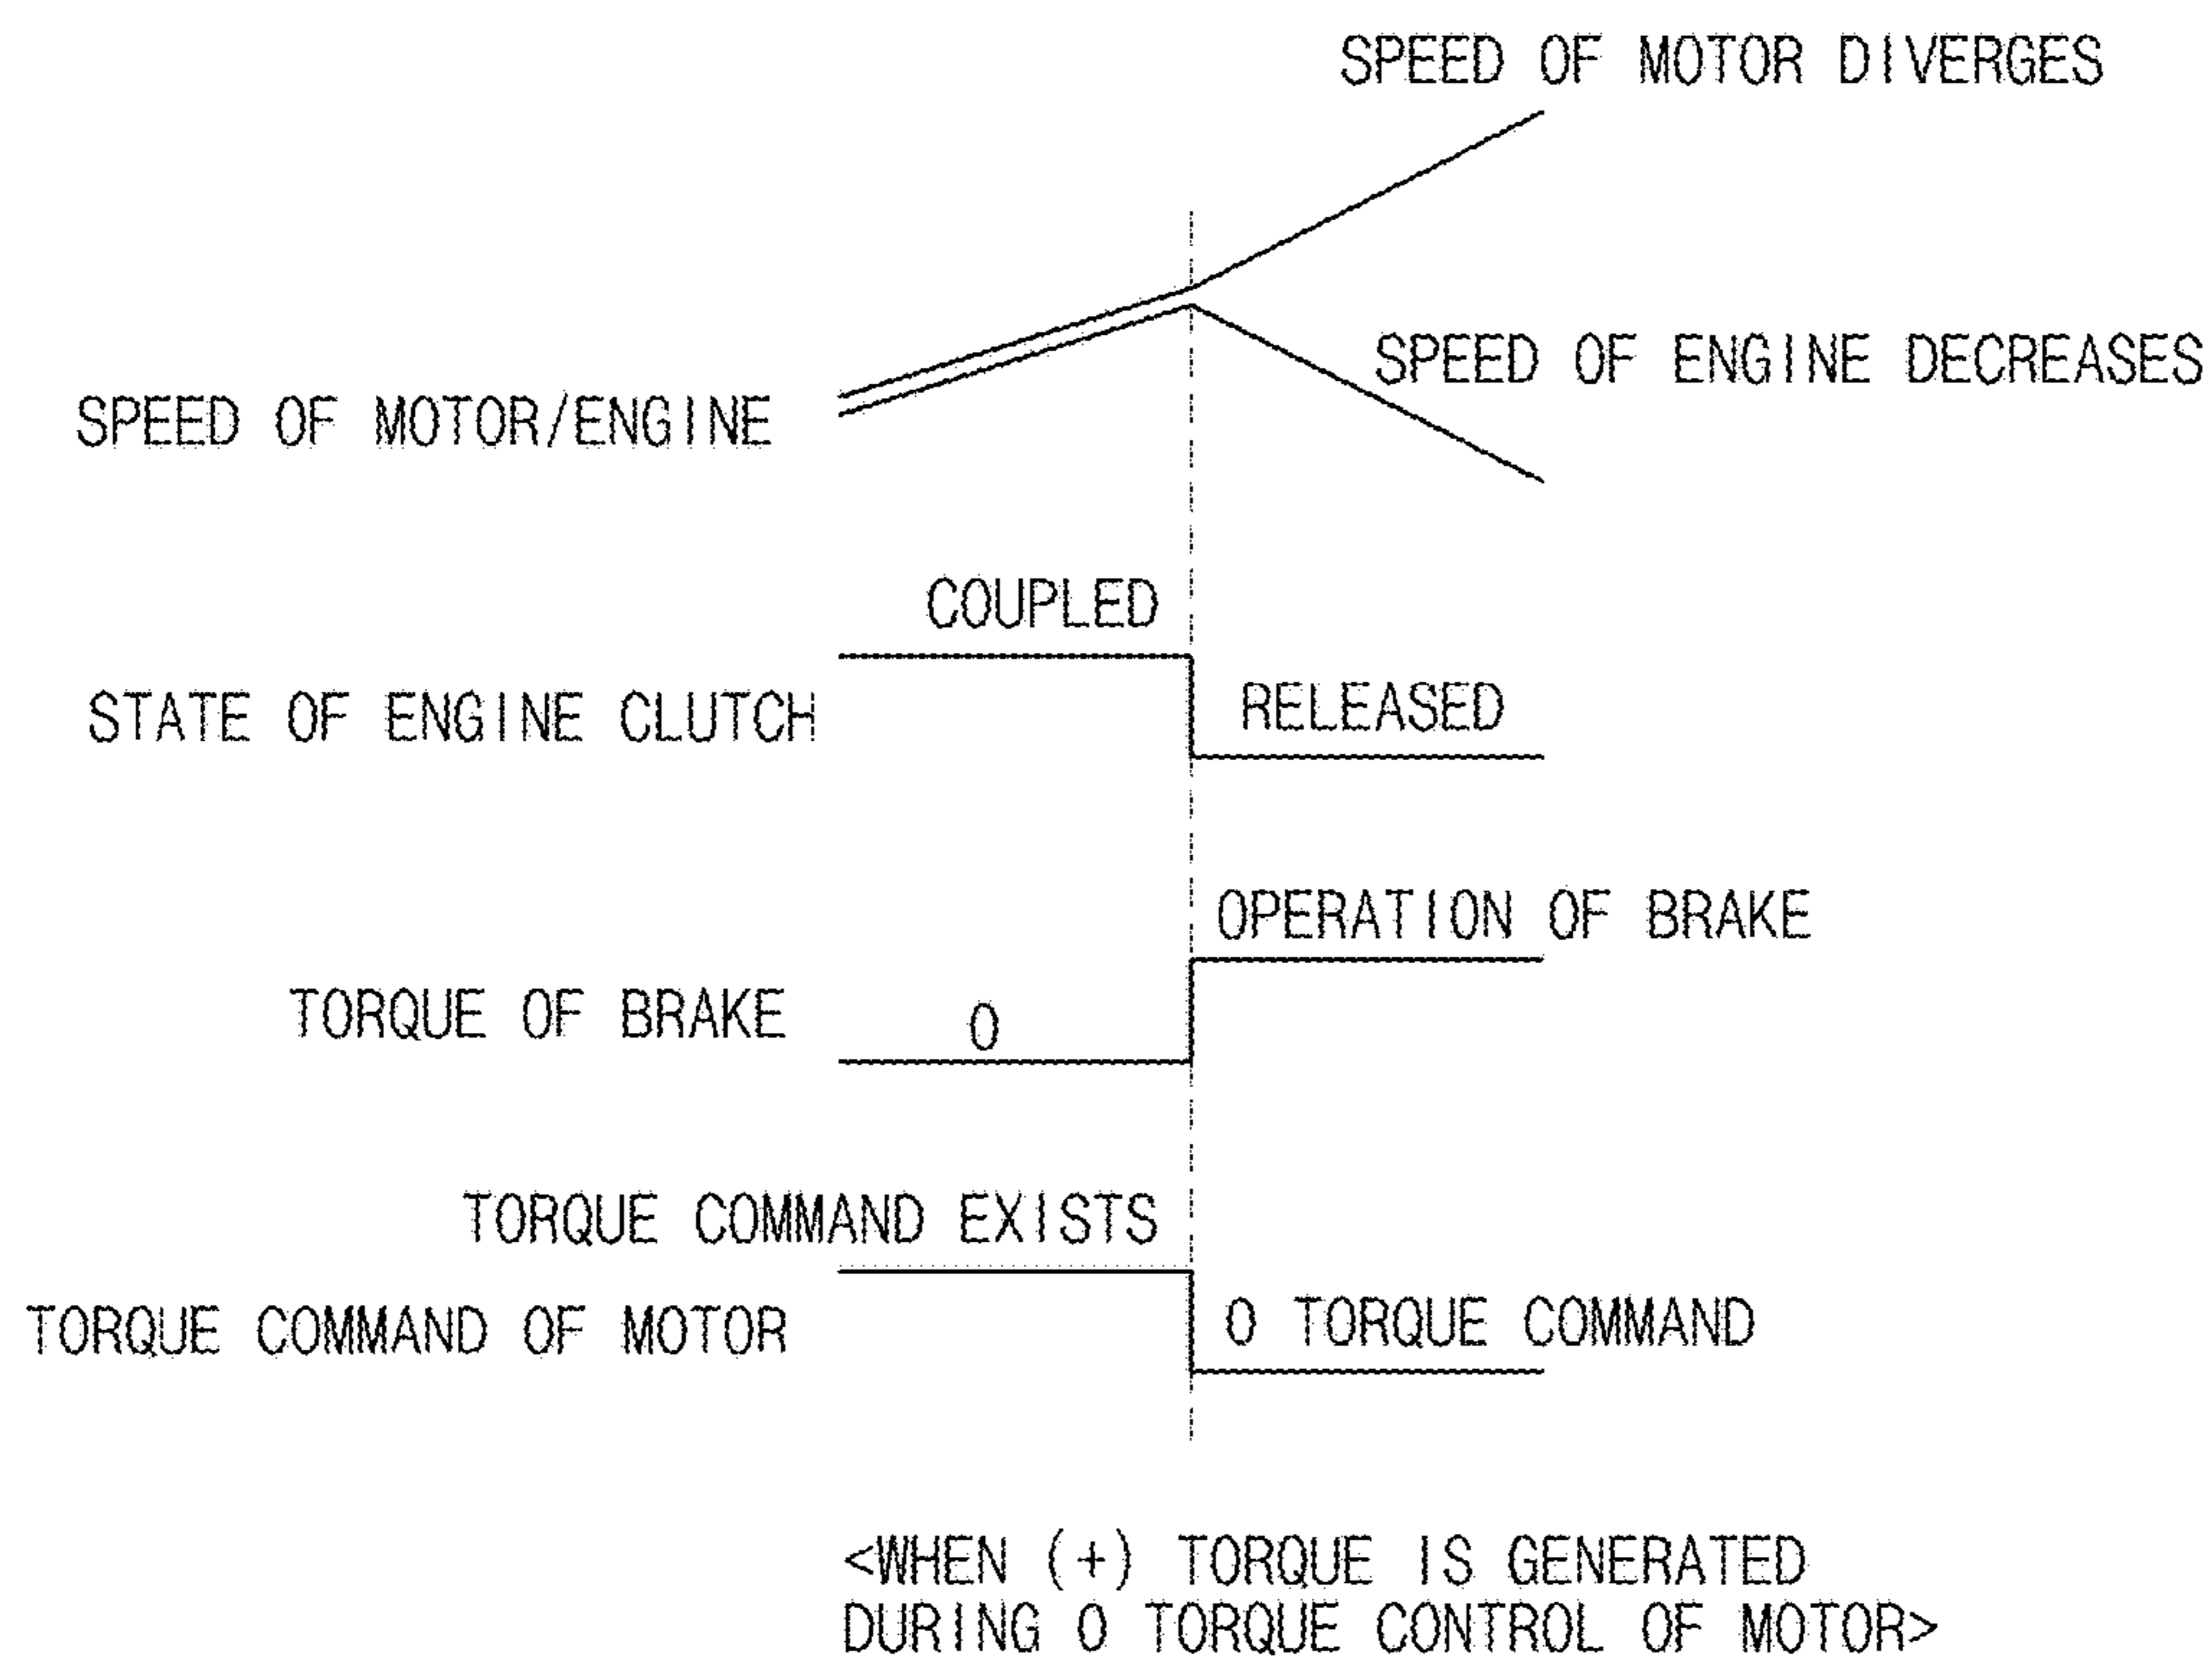 SPEED OF MOTOR DIVERGES
SPEED OF ENGINE DECREASES
SPEED OF MOTOR/ENGINE
COUPLED
STATE OF ENGINE CLUTCH
RELEASED
OPERATION OF BRAKE
TORQUE OF BRAKE
0
TORQUE COMMAND EXISTS
TORQUE COMMAND OF MOTOR
0 TORQUE COMMAND
<WHEN (+) TORQUE IS GENERATED
DURING 0 TORQUE CONTROL OF MOTOR>